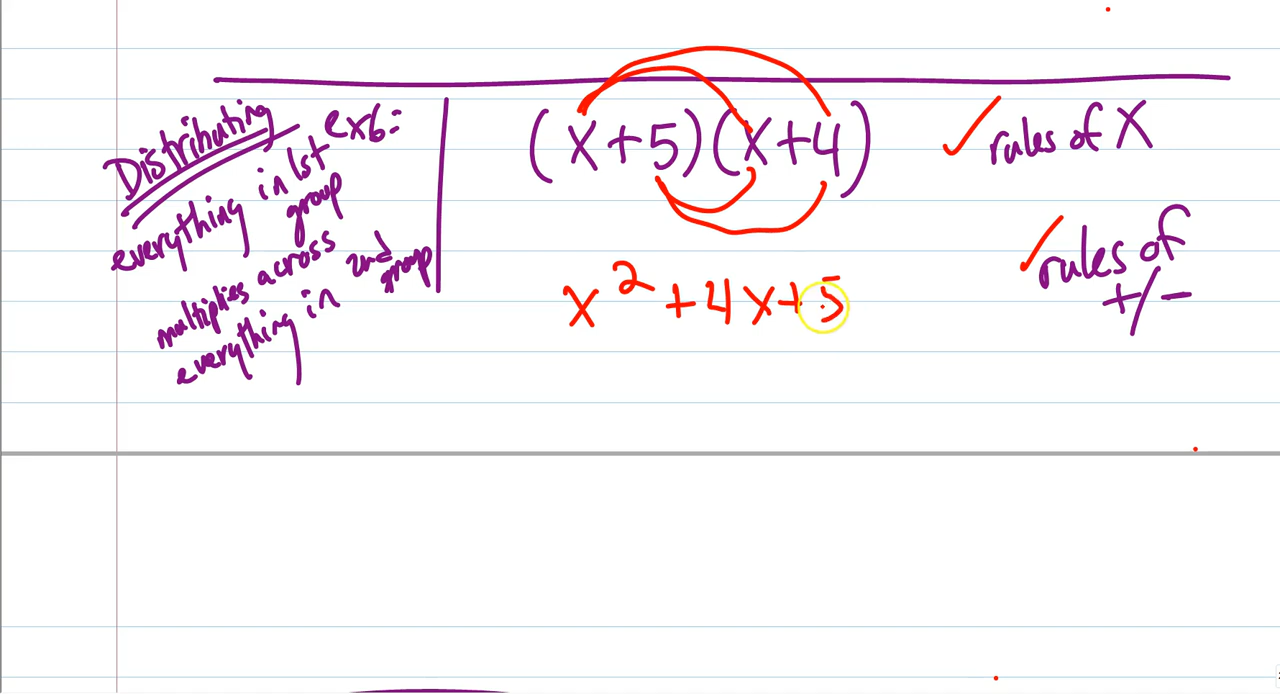 Distributing
ex6:
everything in 1st
group
multiplies across
everything in 2nd
group
(x+5)(x+4)
x² +4x+5
✓ rules of X
✓ rules of
+/-